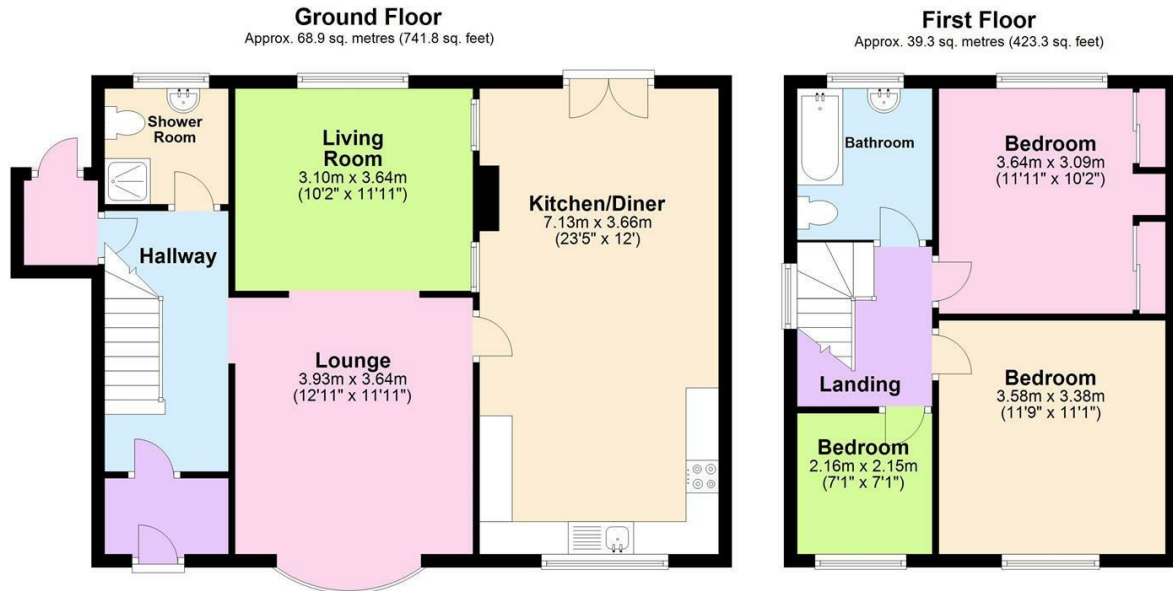 Ground Floor
Approx. 68.9 sq. metres (741.8 sq. feet)
Shower
Room
Living
Room
3.10m x 3.64m
(10'2" x 11'11")
Kitchen/Diner
7.13m x 3.66m
(23'5" x 12')
Hallway
Lounge
3.93m x 3.64m
(12'11" x 11'11")
First Floor
Approx. 39.3 sq. metres (423.3 sq. feet)
Bathroom
Bedroom
3.64m x 3.09m
(11'11" x 10'2")
Landing
Bedroom
3.58m x 3.38m
(11'9" x 11'1")
Bedroom
2.16m x 2.15m
(7'1" x 7'1")